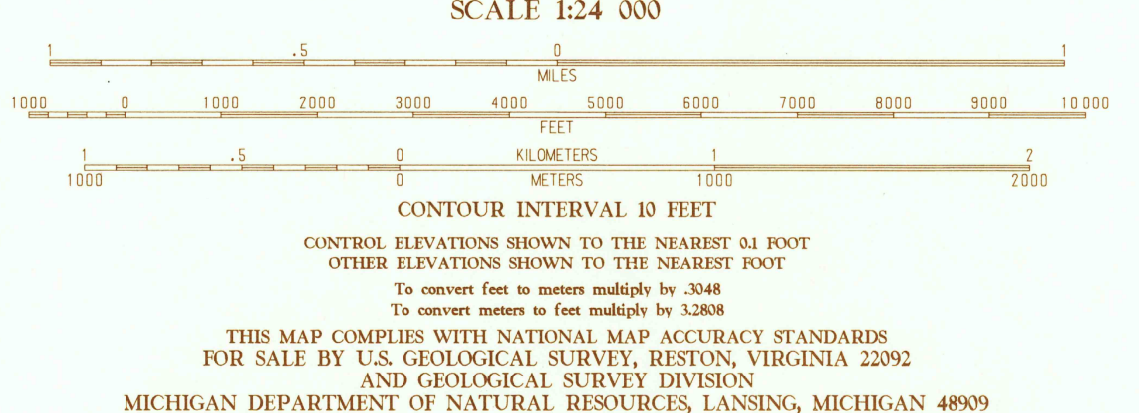 SCALE 1:24 000
1 .5 0 1
MILES
1000 0 1000 2000 3000 4000 5000 6000 7000 8000 9000 10 000
FEET
1 .5 0 KILOMETERS 1 2
1000 0 METERS 1000 2000
CONTOUR INTERVAL 10 FEET
CONTROL ELEVATIONS SHOWN TO THE NEAREST 0.1 FOOT
OTHER ELEVATIONS SHOWN TO THE NEAREST FOOT
To convert feet to meters multiply by .3048
To convert meters to feet multiply by 3.2808
THIS MAP COMPLIES WITH NATIONAL MAP ACCURACY STANDARDS
FOR SALE BY U.S. GEOLOGICAL SURVEY, RESTON, VIRGINIA 22092
AND GEOLOGICAL SURVEY DIVISION
MICHIGAN DEPARTMENT OF NATURAL RESOURCES, LANSING, MICHIGAN 48909